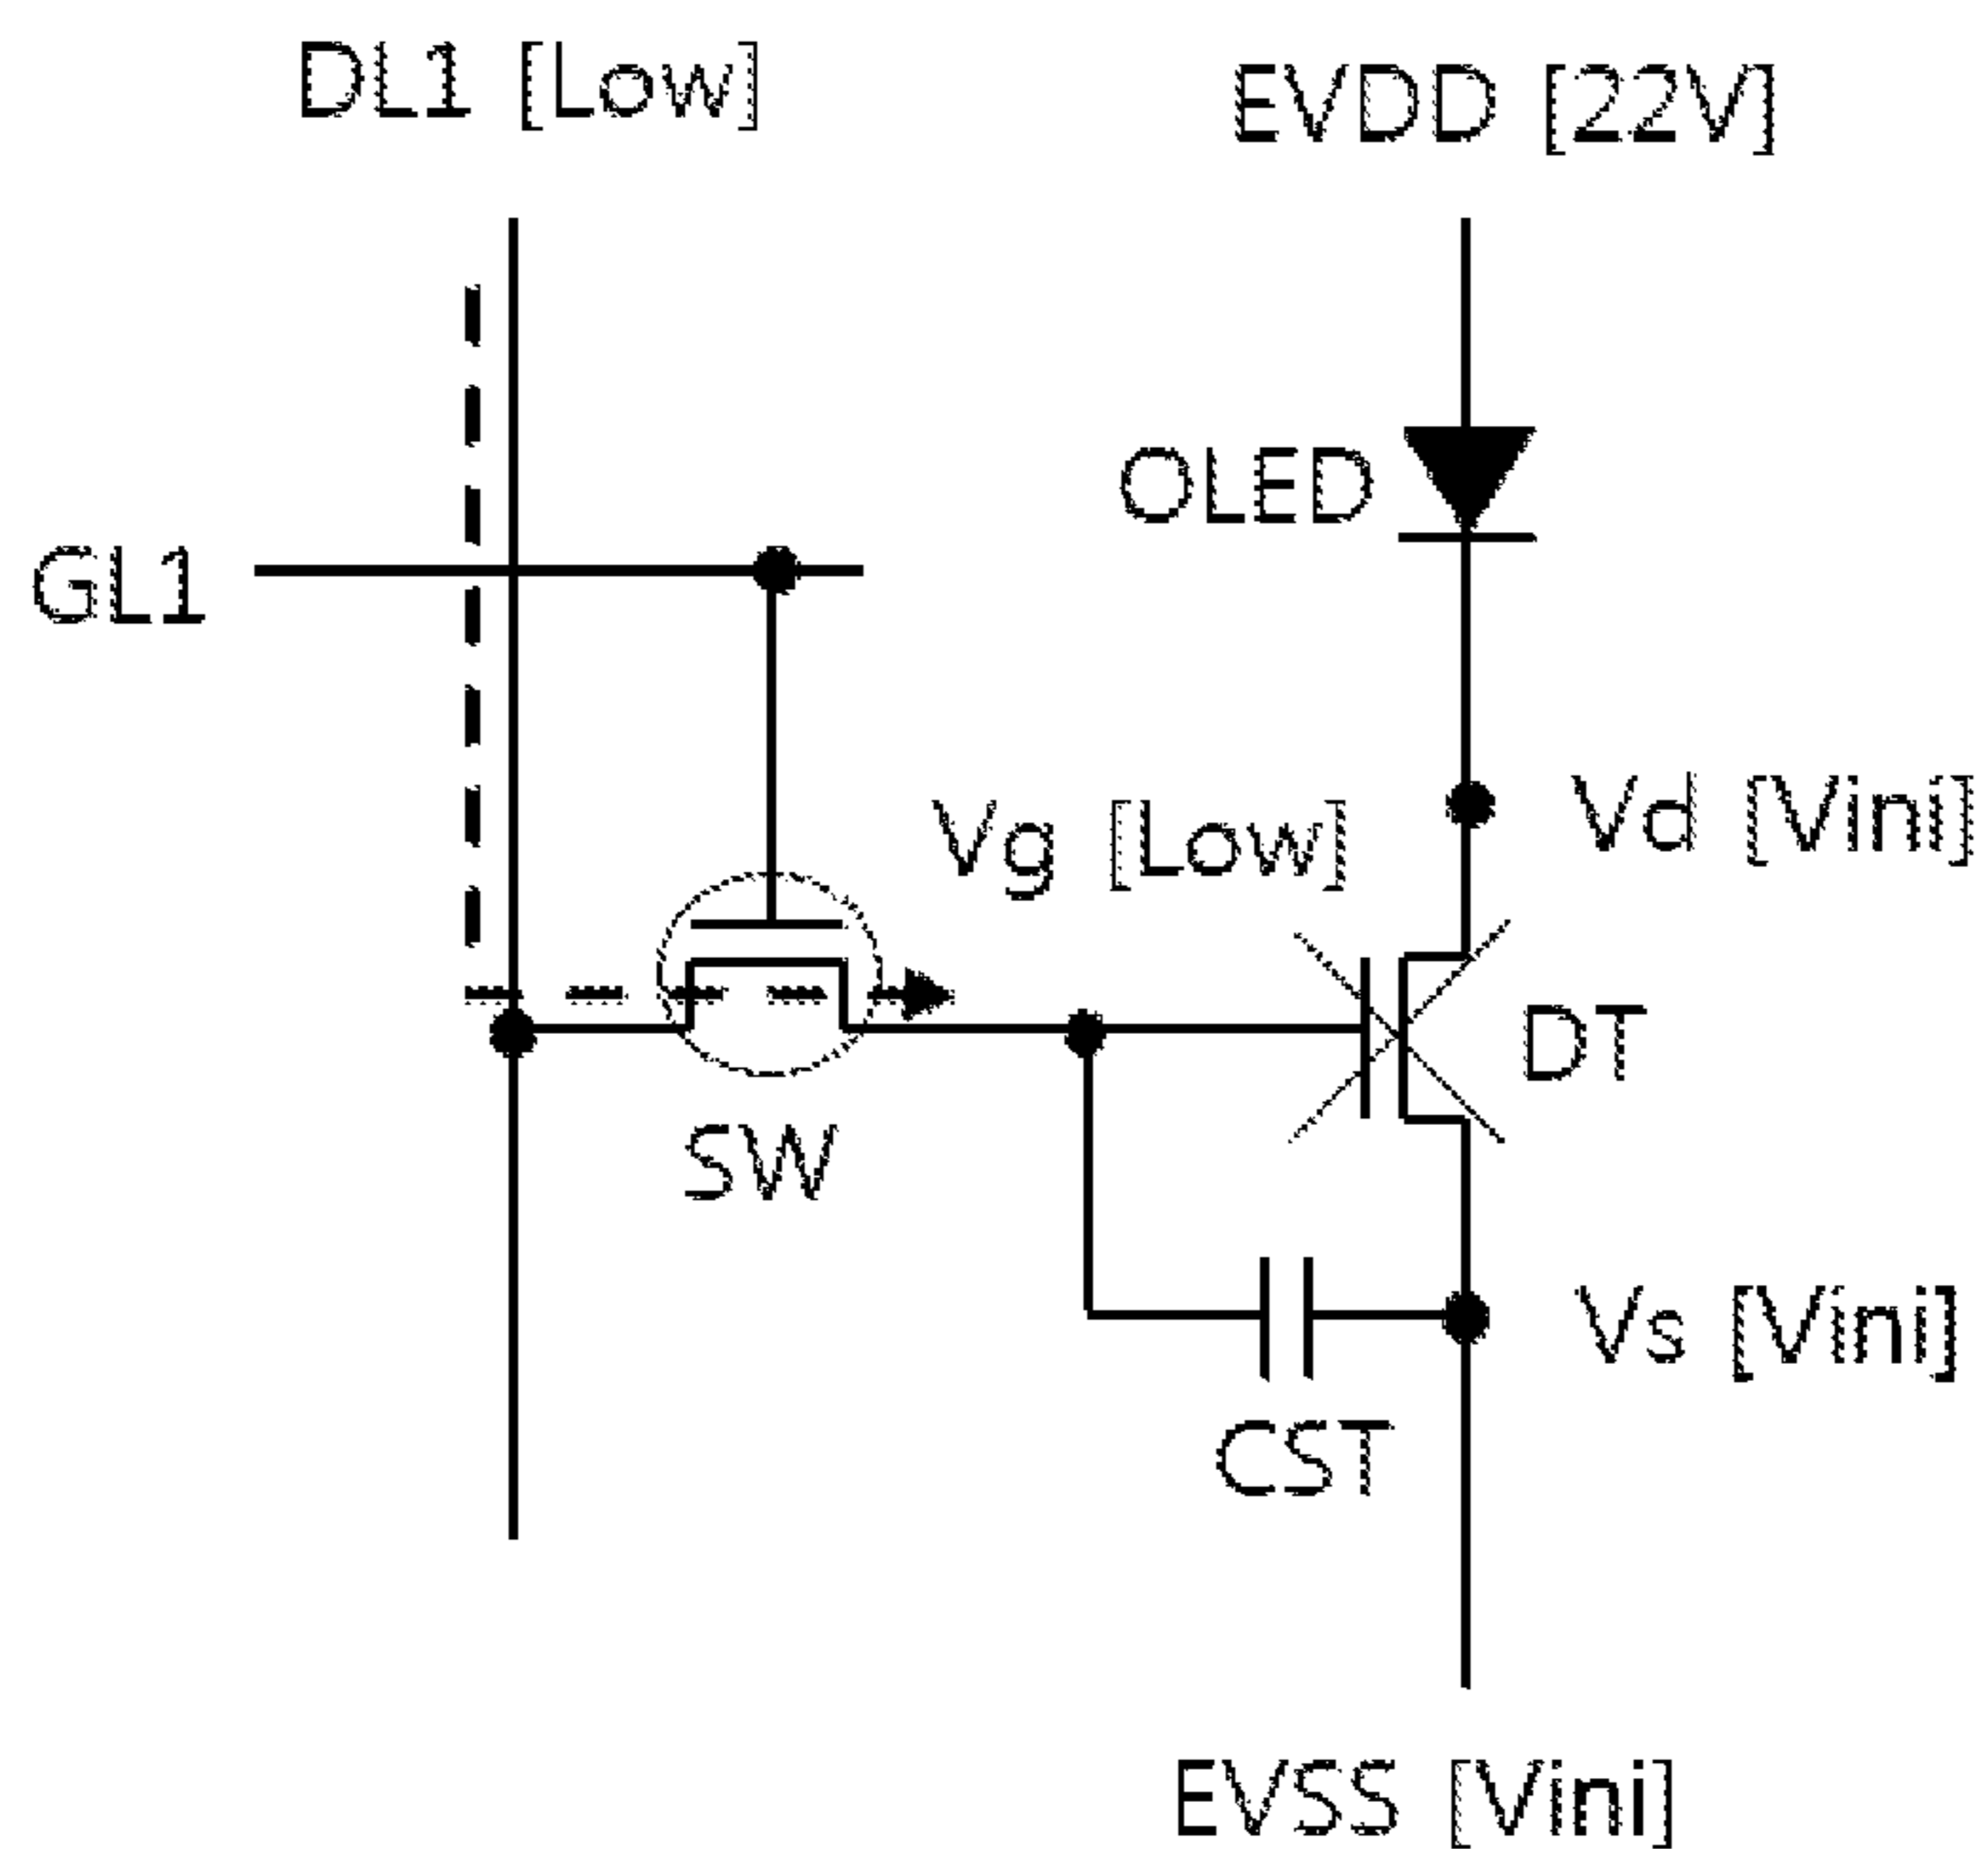 DL1 [Low]
EVDD [22V]
OLED
GL1
Vg [Low]
Vd [Vini]
DT
SW
Vs [Vini]
CST
EVSS [Vini]